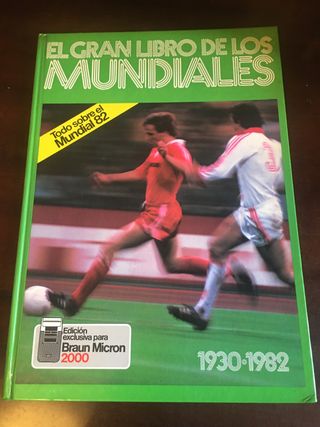 EL GRAN LIBRO DE LOS
MUNDIALES
Todo sobre el
Mundial 82
Edición
exclusiva para
Braun Micron
2000
1930·1982